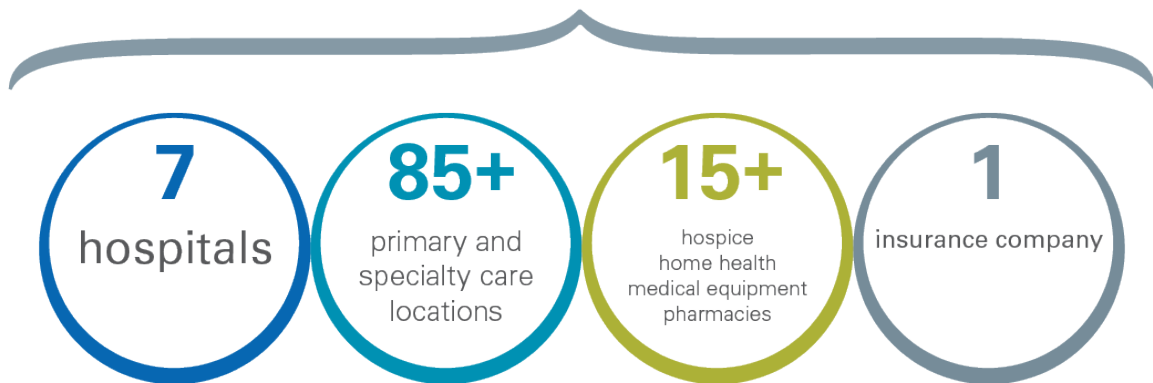 7
hospitals
85+
primary and
specialty care
locations
15+
hospice
home health
medical equipment
pharmacies
1
insurance company